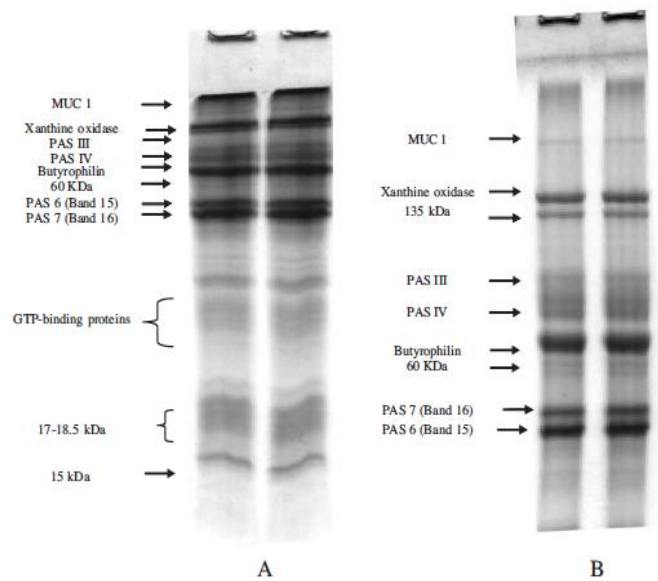 MUC 1
Xanthine oxidase
PAS III
PAS IV
Butyrophilin
60 KDa
PAS 6 (Band 15)
PAS 7 (Band 16)
GTP-binding proteins
17-18.5 kDa
15 kDa
A
MUC 1
Xanthine oxidase
135 kDa
PAS III
PAS IV
Butyrophilin
60 KDa
PAS 7 (Band 16)
PAS 6 (Band 15)
B